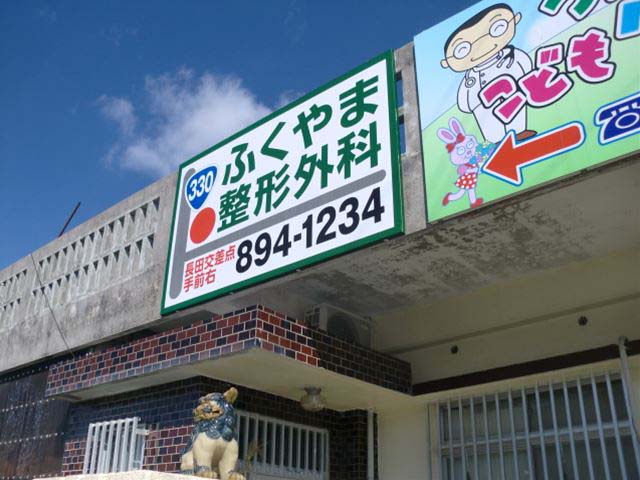 330
ふくやま
整形外科
長田交差点
手前右
894-1234
こども